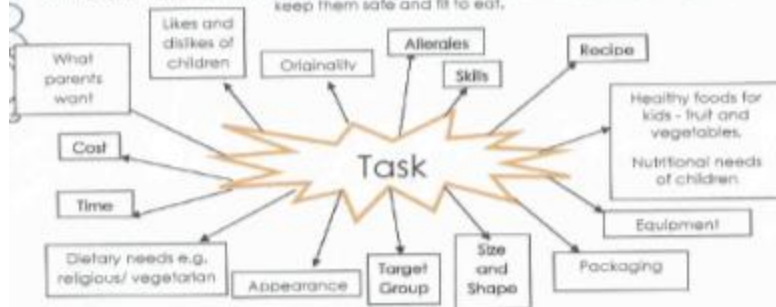 keep them safe and fit to eat.
Likes and
dislikes of
children
Allergies
Recipe
What
parents
want
Originality
Skills
Healthy foods for
kids - fruit and
vegetables.
Nutritional needs
of children
Cost
Task
Time
Equipment
Dietary needs e.g.
religious/ vegetarian
Appearance
Target
Group
Size
and
Shape
Packaging